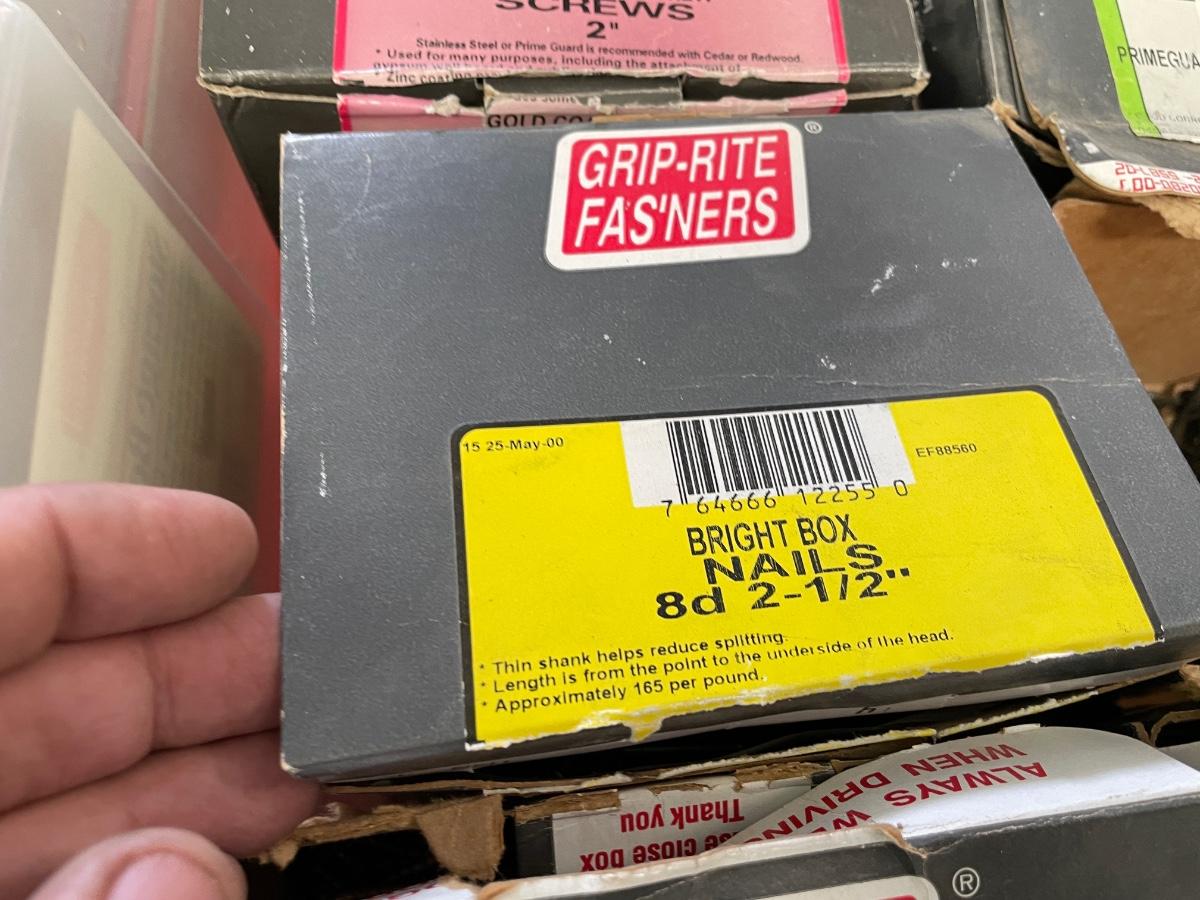 SCREWS
2"
Stainless Steel or Prime Guard is recommended with Cedar or Redwood.
* Used for many purposes, including the attachment of
Zinc coating
GOLD
PRIMEGUA
GRIP-RITE ®
FAS'NERS
15 25-May-00
EF88560
7 64666 12255 0
BRIGHT BOX
NAILS
8d 2-1/2"
* Thin shank helps reduce splitting.
* Length is from the point to the underside of the head.
* Approximately 165 per pound.
ALWAYS
WHEN DRIVING
Thank you
close box
®